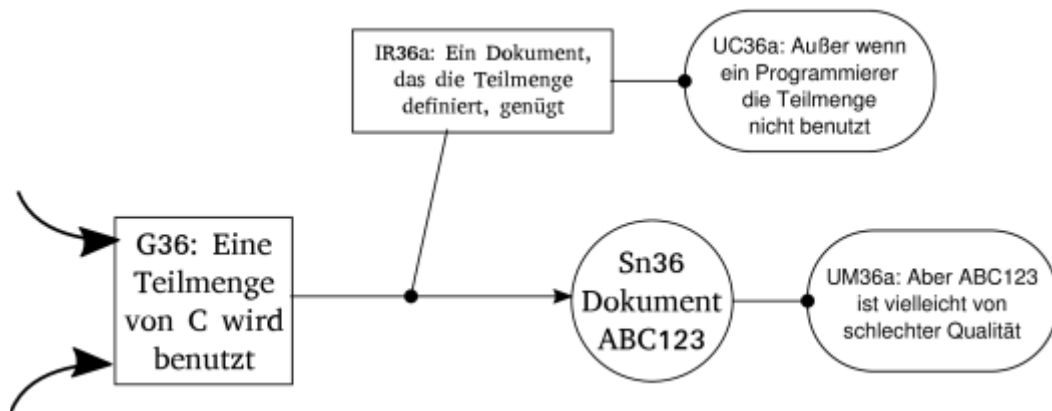 IR36a: Ein Dokument,
das die Teilmenge
definiert, genügt
UC36a: Außer wenn
ein Programmierer
die Teilmenge
nicht benutzt
G36: Eine
Teilmenge
von C wird
benutzt
Sn36
Dokument
ABC123
UM36a: Aber ABC123
ist vielleicht von
schlechter Qualität